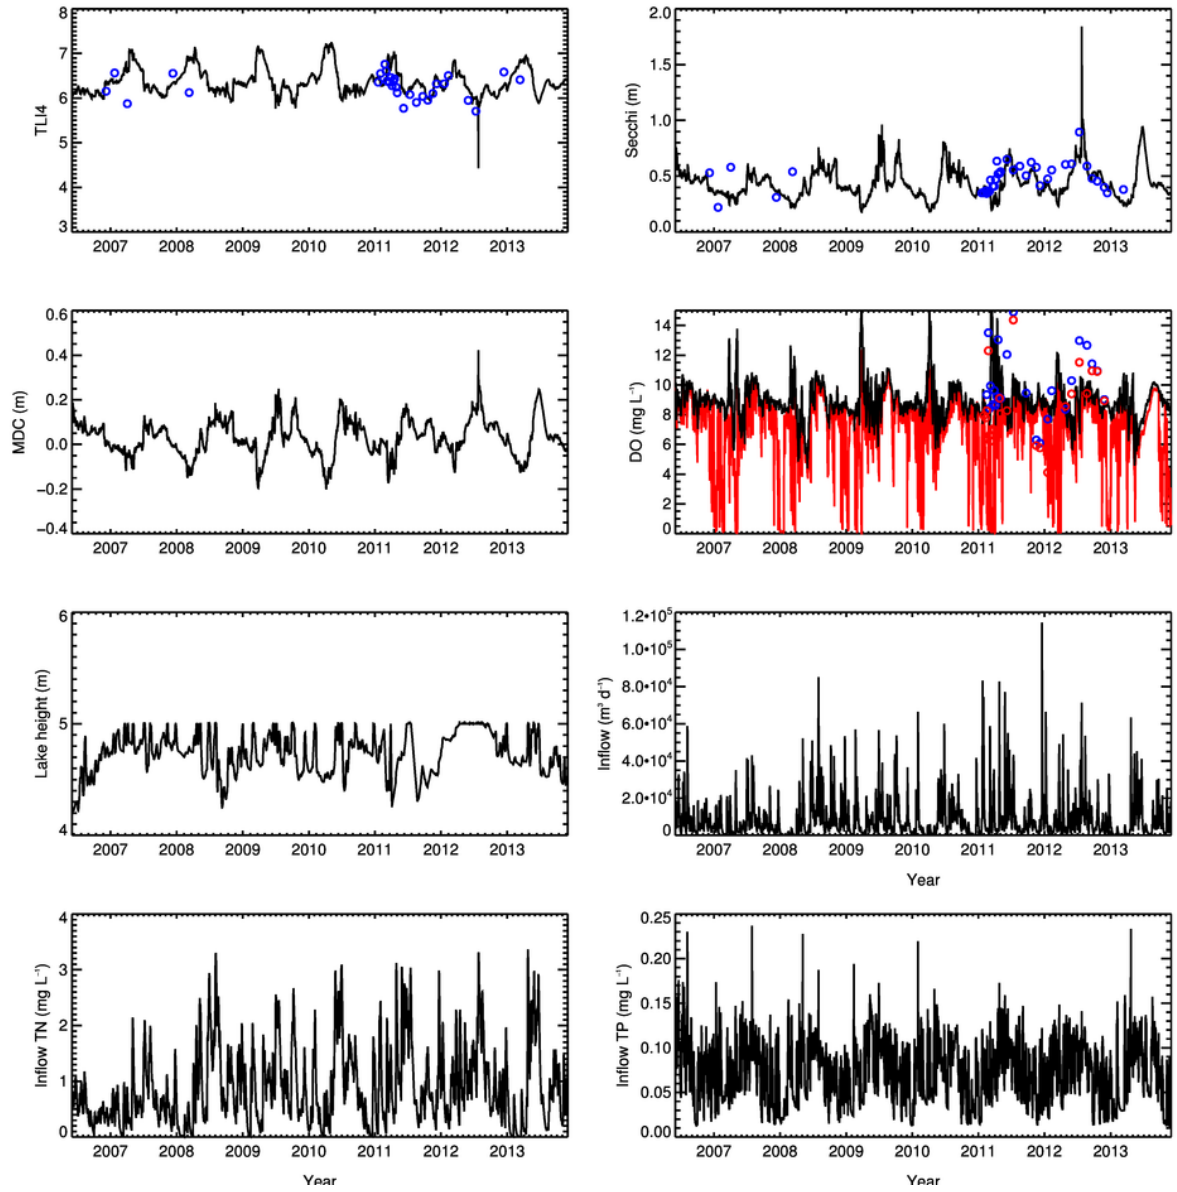 8
7
6
5
4
3
TLI4
2007 2008 2009 2010 2011 2012 2013
2.0
1.5
1.0
0.5
0.0
Secchi (m)
2007 2008 2009 2010 2011 2012 2013
0.6
0.4
0.2
0.0
−0.2
−0.4
MDC (m)
2007 2008 2009 2010 2011 2012 2013
14
12
10
8
6
4
2
0
DO (mg L⁻¹)
2007 2008 2009 2010 2011 2012 2013
6
5
4
Lake height (m)
2007 2008 2009 2010 2011 2012 2013
1.2•10⁵
1.0•10⁵
8.0•10⁴
6.0•10⁴
4.0•10⁴
2.0•10⁴
0
Inflow (m³ d⁻¹)
2007 2008 2009 2010 2011 2012 2013
Year
4
3
2
1
0
Inflow TN (mg L⁻¹)
2007 2008 2009 2010 2011 2012 2013
Year
0.25
0.20
0.15
0.10
0.05
0.00
Inflow TP (mg L⁻¹)
2007 2008 2009 2010 2011 2012 2013
Year